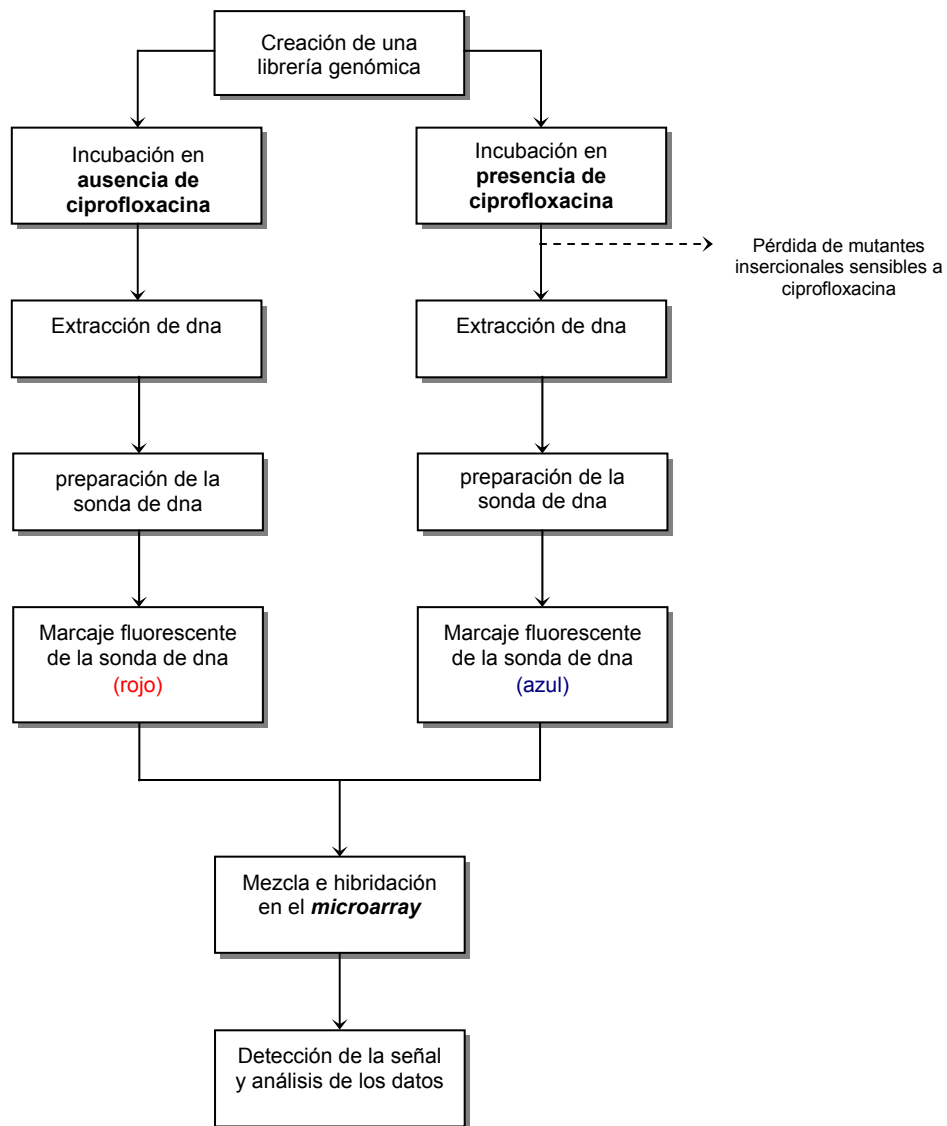 Creación de una
librería genómica
Incubación en
ausencia de
ciprofloxacina
Incubación en
presencia de
ciprofloxacina
Pérdida de mutantes
insercionales sensibles a
ciprofloxacina
Extracción de dna
Extracción de dna
preparación de la
sonda de dna
preparación de la
sonda de dna
Marcaje fluorescente
de la sonda de dna
(rojo)
Marcaje fluorescente
de la sonda de dna
(azul)
Mezcla e hibridación
en el microarray
Detección de la señal
y análisis de los datos